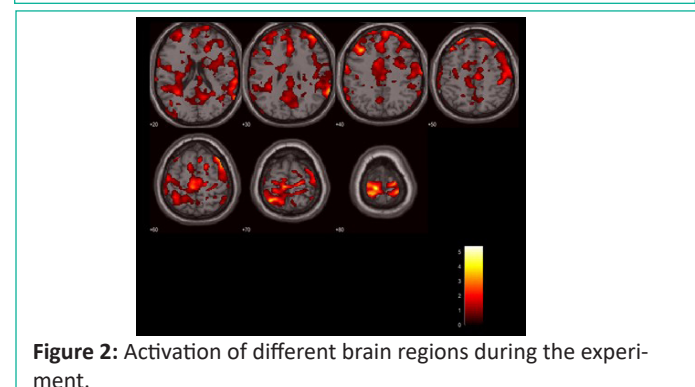 +20 +30 +40 +50
+60 +70 +80
5
4
3
2
1
0
Figure 2: Activation of different brain regions during the experi-
ment.